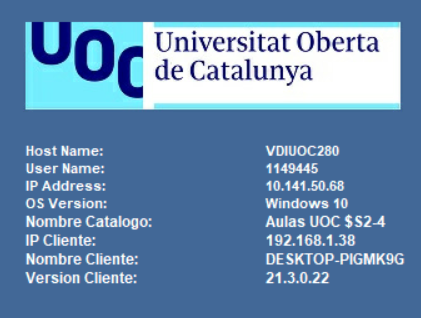 UOC Universitat Oberta
de Catalunya
Host Name: VDIUOC280
User Name: 1149445
IP Address: 10.141.50.68
OS Version: Windows 10
Nombre Catalogo: Aulas UOC $S2-4
IP Cliente: 192.168.1.38
Nombre Cliente: DESKTOP-PIGMK9G
Version Cliente: 21.3.0.22